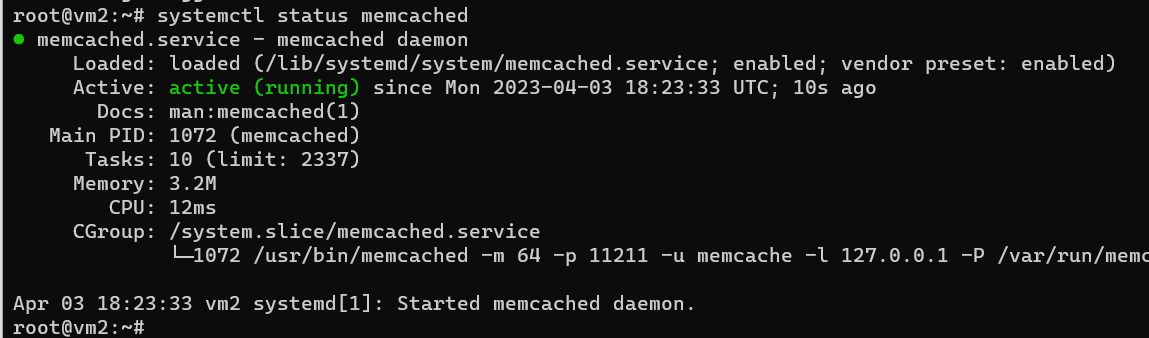 root@vm2:~# systemctl status memcached
● memcached.service - memcached daemon
     Loaded: loaded (/lib/systemd/system/memcached.service; enabled; vendor preset: enabled)
     Active: active (running) since Mon 2023-04-03 18:23:33 UTC; 10s ago
       Docs: man:memcached(1)
   Main PID: 1072 (memcached)
      Tasks: 10 (limit: 2337)
     Memory: 3.2M
        CPU: 12ms
     CGroup: /system.slice/memcached.service
             └─1072 /usr/bin/memcached -m 64 -p 11211 -u memcache -l 127.0.0.1 -P /var/run/memc
Apr 03 18:23:33 vm2 systemd[1]: Started memcached daemon.
root@vm2:~#